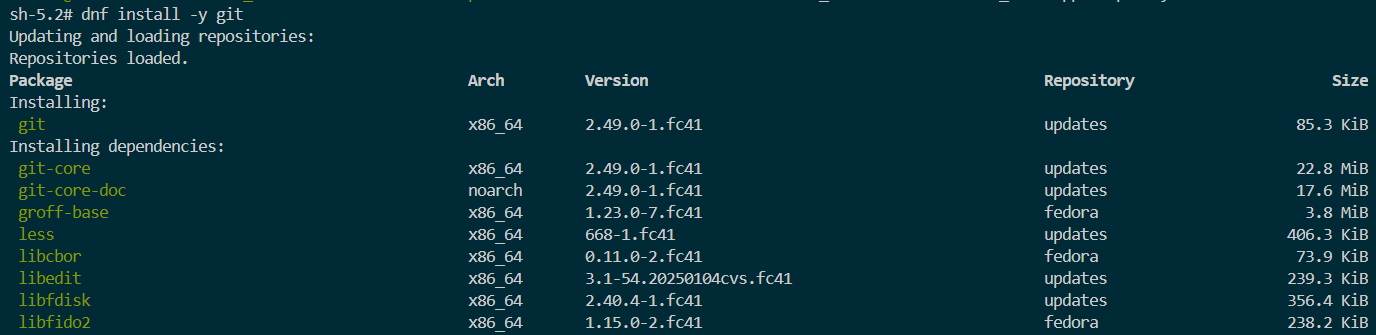 sh-5.2# dnf install -y git
Updating and loading repositories:
Repositories loaded.
Package Arch Version Repository Size
Installing:
git x86_64 2.49.0-1.fc41 updates 85.3 KiB
Installing dependencies:
git-core x86_64 2.49.0-1.fc41 updates 22.8 MiB
git-core-doc noarch 2.49.0-1.fc41 updates 17.6 MiB
groff-base x86_64 1.23.0-7.fc41 fedora 3.8 MiB
less x86_64 668-1.fc41 updates 406.3 KiB
libcbor x86_64 0.11.0-2.fc41 fedora 73.9 KiB
libedit x86_64 3.1-54.20250104cvs.fc41 updates 239.3 KiB
libfdisk x86_64 2.40.4-1.fc41 updates 356.4 KiB
libfido2 x86_64 1.15.0-2.fc41 fedora 238.2 KiB